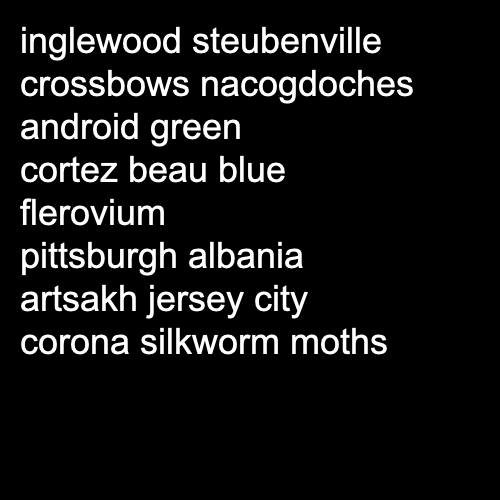 inglewood steubenville
crossbows nacogdoches
android green
cortez beau blue
flerovium
pittsburgh albania
artsakh jersey city
corona silkworm moths